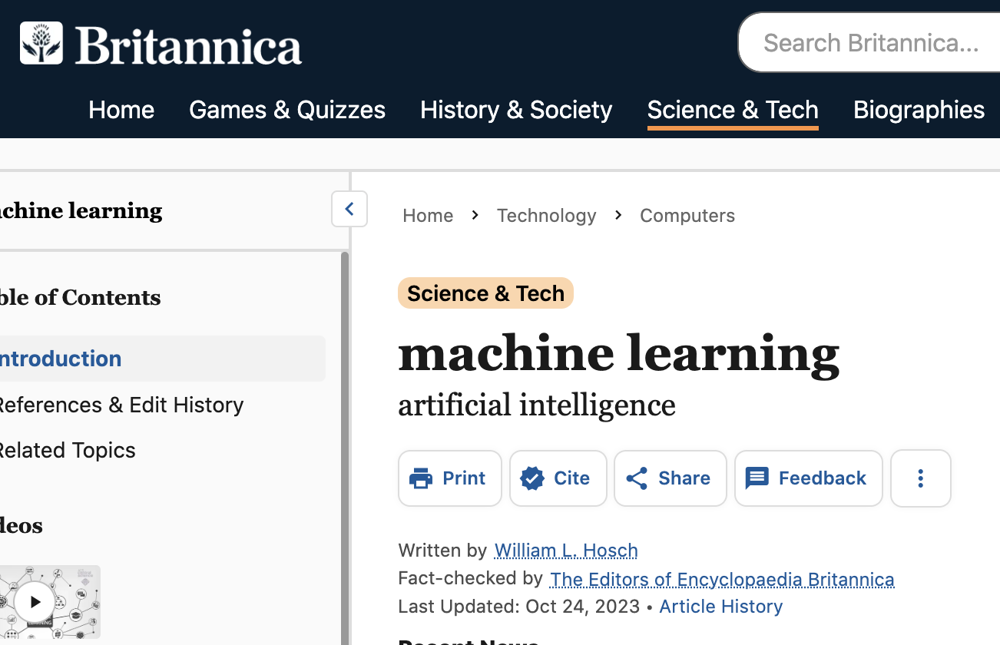 Britannica
Search Britannica...
Home Games & Quizzes History & Society Science & Tech Biographies
achine learning
ble of Contents
ntroduction
References & Edit History
Related Topics
deos
Home > Technology > Computers
Science & Tech
machine learning
artificial intelligence
Print Cite Share Feedback
Written by William L. Hosch
Fact-checked by The Editors of Encyclopaedia Britannica
Last Updated: Oct 24, 2023 • Article History
Recent News